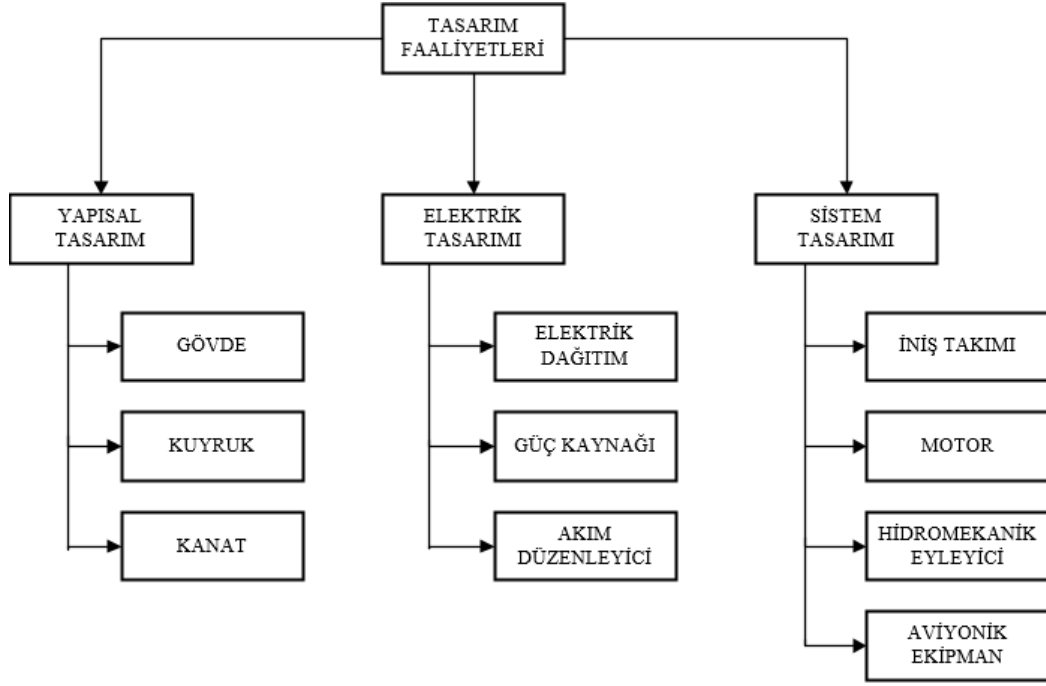 TASARIM
FAALİYETLERİ
YAPISAL
TASARIM
ELEKTRİK
TASARIMI
SİSTEM
TASARIMI
GÖVDE
KUYRUK
KANAT
ELEKTRİK
DAĞITIM
GÜÇ KAYNAĞI
AKIM
DÜZENLEYİCİ
İNİŞ TAKIMI
MOTOR
HİDROMEKANİK
EYLEYİCİ
AVİYONİK
EKİPMAN